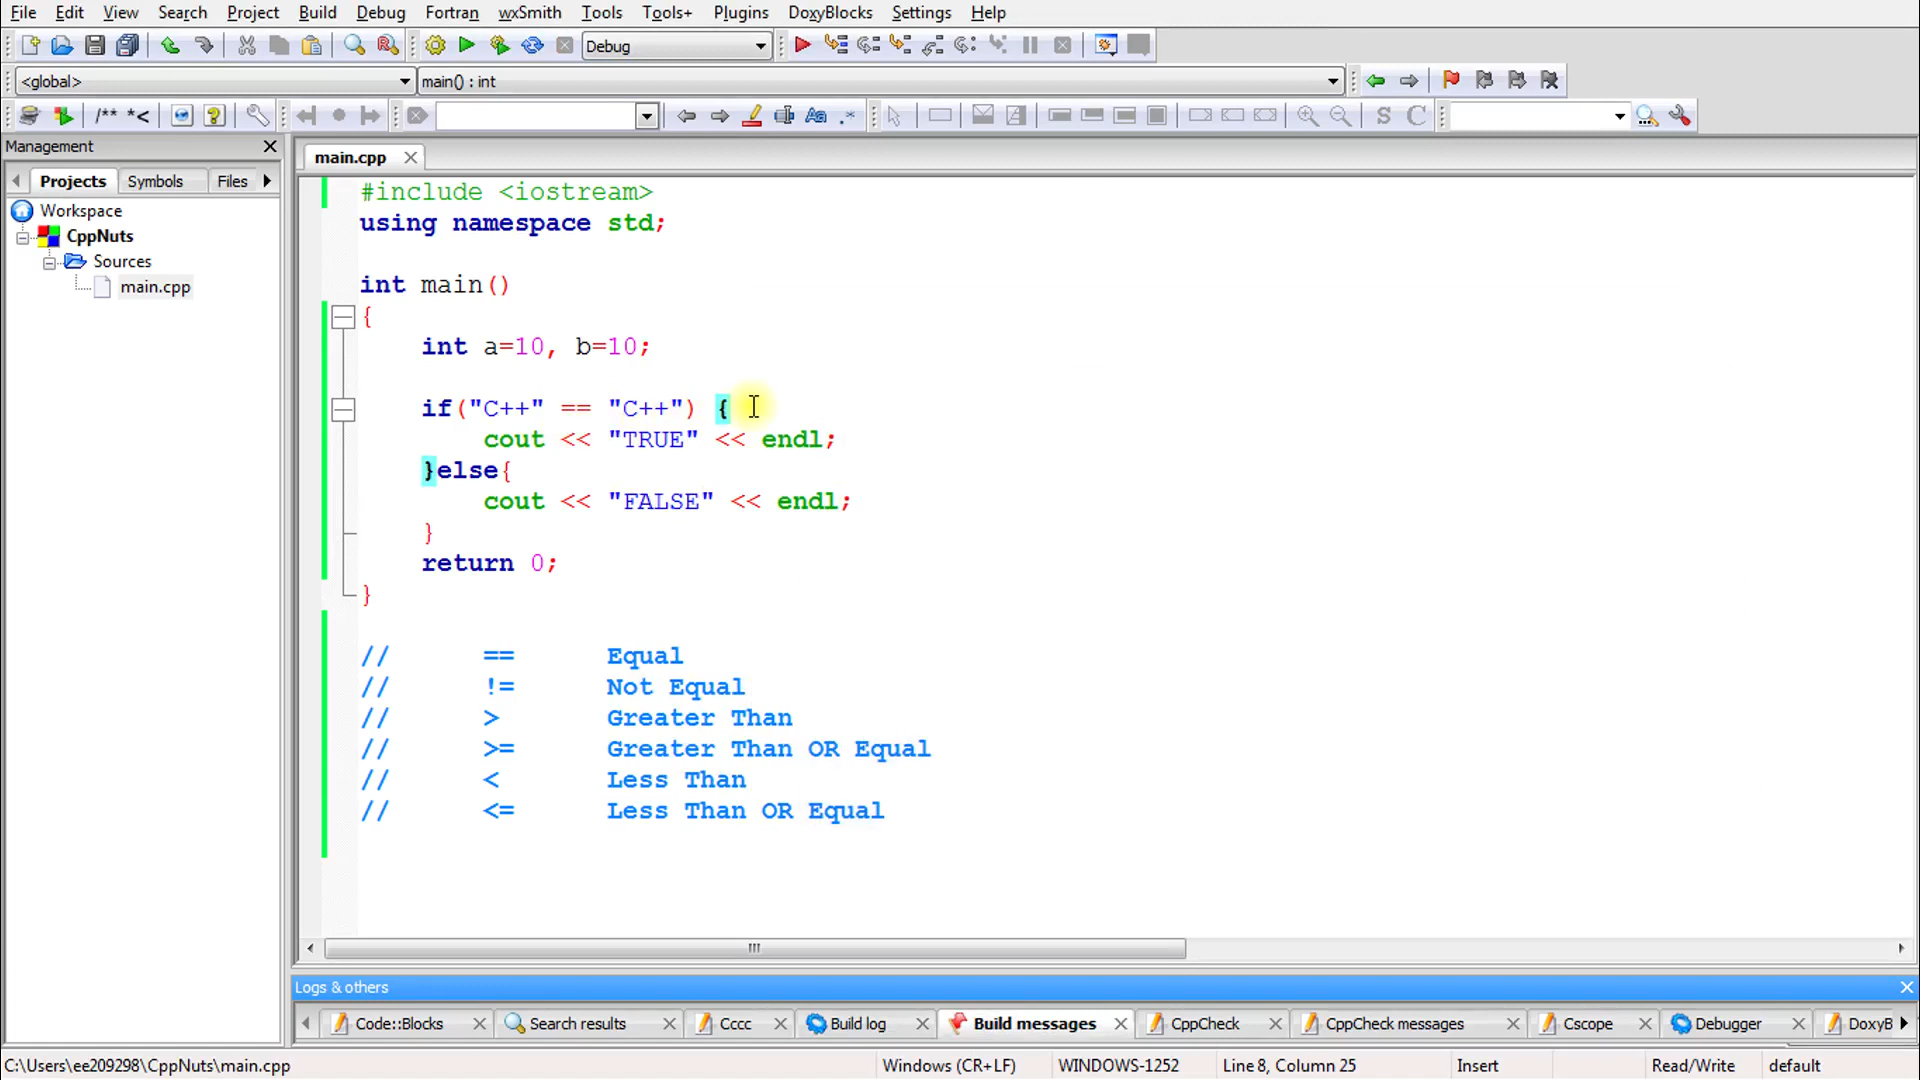 File Edit View Search Project Build Debug Fortran wxSmith Tools Tools+ Plugins DoxyBlocks Settings Help
Debug
<global> main() : int
/** *<
Aa .* S C
Management
Projects Symbols Files
Workspace
CppNuts
Sources
main.cpp
main.cpp
#include <iostream>
using namespace std;
int main()
{
int a=10, b=10;
if("C++" == "C++") {
cout << "TRUE" << endl;
}else{
cout << "FALSE" << endl;
}
return 0;
}
// == Equal
// != Not Equal
// > Greater Than
// >= Greater Than OR Equal
// < Less Than
// <= Less Than OR Equal
Logs & others
Code::Blocks Search results Cccc Build log Build messages CppCheck CppCheck messages Cscope Debugger DoxyB
C:\Users\ee209298\CppNuts\main.cpp Windows (CR+LF) WINDOWS-1252 Line 8, Column 25 Insert Read/Write default